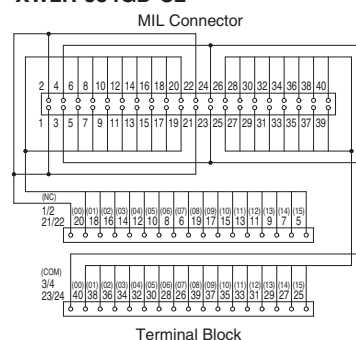 MIL Connector
2 4 6 8 10 12 14 16 18 20 22 24 26 28 30 32 34 36 38 40
1 3 5 7 9 11 13 15 17 19 21 23 25 27 29 31 33 35 37 39
(NC)
1/2 (00) (01) (02) (03) (04) (05) (06) (07) (08) (09) (10) (11) (12) (13) (14) (15)
21/22 20 18 16 14 12 10 8 6 19 17 15 13 11 9 7 5
(COM)
3/4 (00) (01) (02) (03) (04) (05) (06) (07) (08) (09) (10) (11) (12) (13) (14) (15)
23/24 40 38 36 34 32 30 28 26 39 37 35 33 31 29 27 25
Terminal Block